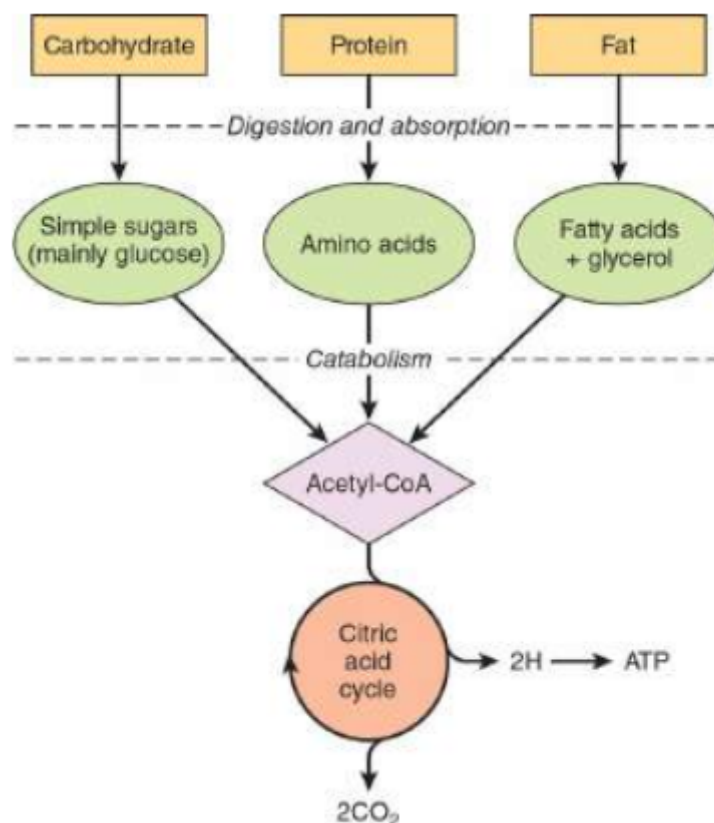 Carbohydrate
Protein
Fat
Digestion and absorption
Simple sugars
(mainly glucose)
Amino acids
Fatty acids
+ glycerol
Catabolism
Acetyl-CoA
Citric
acid
cycle
2H
ATP
2CO₂